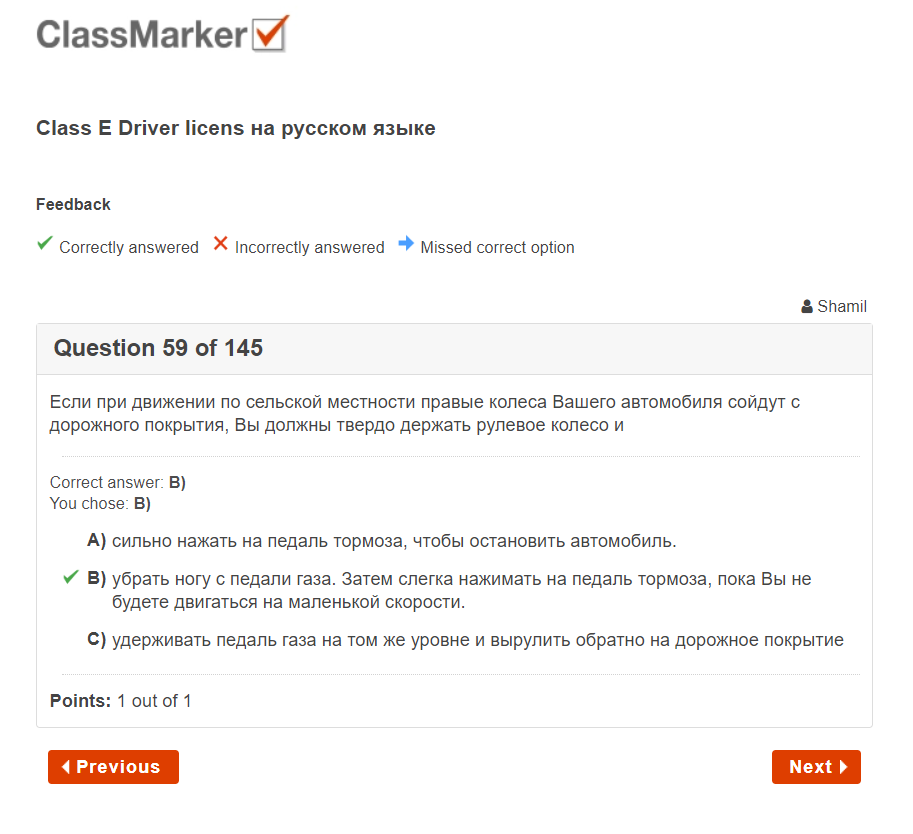 ClassMarker
Class E Driver licens на русском языке
Feedback
Correctly answered Incorrectly answered Missed correct option
Shamil
Question 59 of 145
Если при движении по сельской местности правые колеса Вашего автомобиля сойдут с
дорожного покрытия, Вы должны твердо держать рулевое колесо и
Correct answer: B)
You chose: B)
A) сильно нажать на педаль тормоза, чтобы остановить автомобиль.
B) убрать ногу с педали газа. Затем слегка нажимать на педаль тормоза, пока Вы не
будете двигаться на маленькой скорости.
C) удерживать педаль газа на том же уровне и вырулить обратно на дорожное покрытие
Points: 1 out of 1
Previous Next